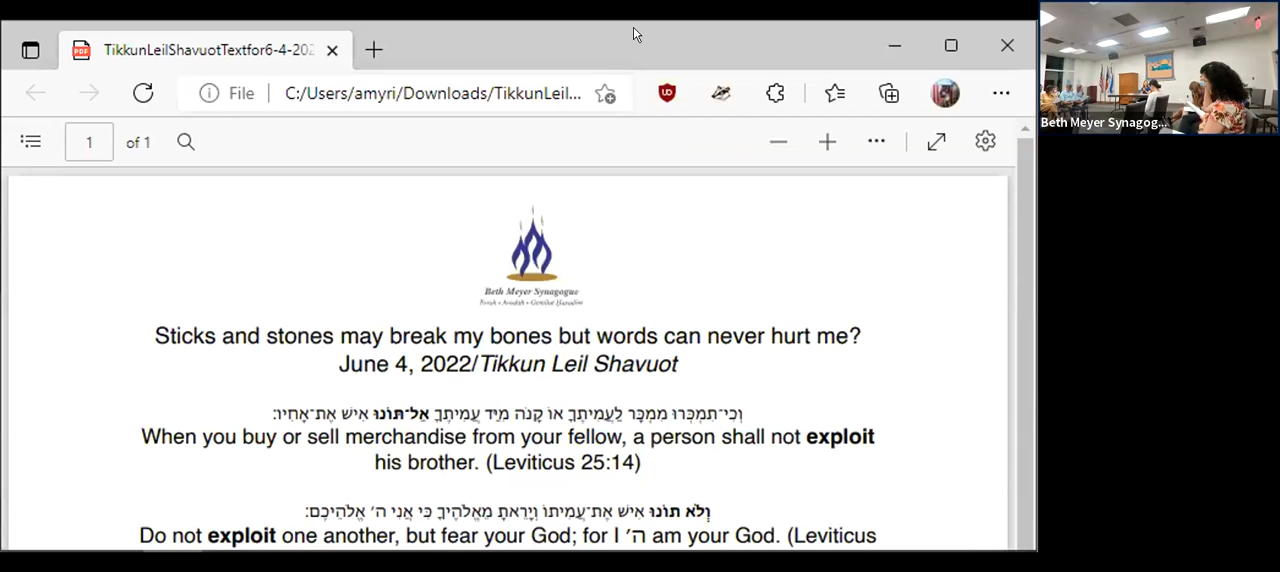 TikkunLeilShavuotTextfor6-4-202
File
C:/Users/amyri/Downloads/TikkunLeil...
1 of 1
Beth Meyer Synagog...
Beth Meyer Synagogue
Torah • Avodah • Gemilut Hasadim
Sticks and stones may break my bones but words can never hurt me?
June 4, 2022/Tikkun Leil Shavuot
וְכִי־תִמְכְּרוּ מִמְכָּר לַעֲמִיתֶךָ אוֹ קָנֹה מִיַּד עֲמִיתֶךָ אַל־תּוֹנוּ אִישׁ אֶת־אָחִיו:
When you buy or sell merchandise from your fellow, a person shall not exploit
his brother. (Leviticus 25:14)
וְלֹא תוֹנוּ אִישׁ אֶת־עֲמִיתוֹ וְיָרֵאתָ מֵאֱלֹהֶיךָ כִּי אֲנִי ה׳ אֱלֹהֵיכֶם:
Do not exploit one another, but fear your God; for I ה׳ am your God. (Leviticus